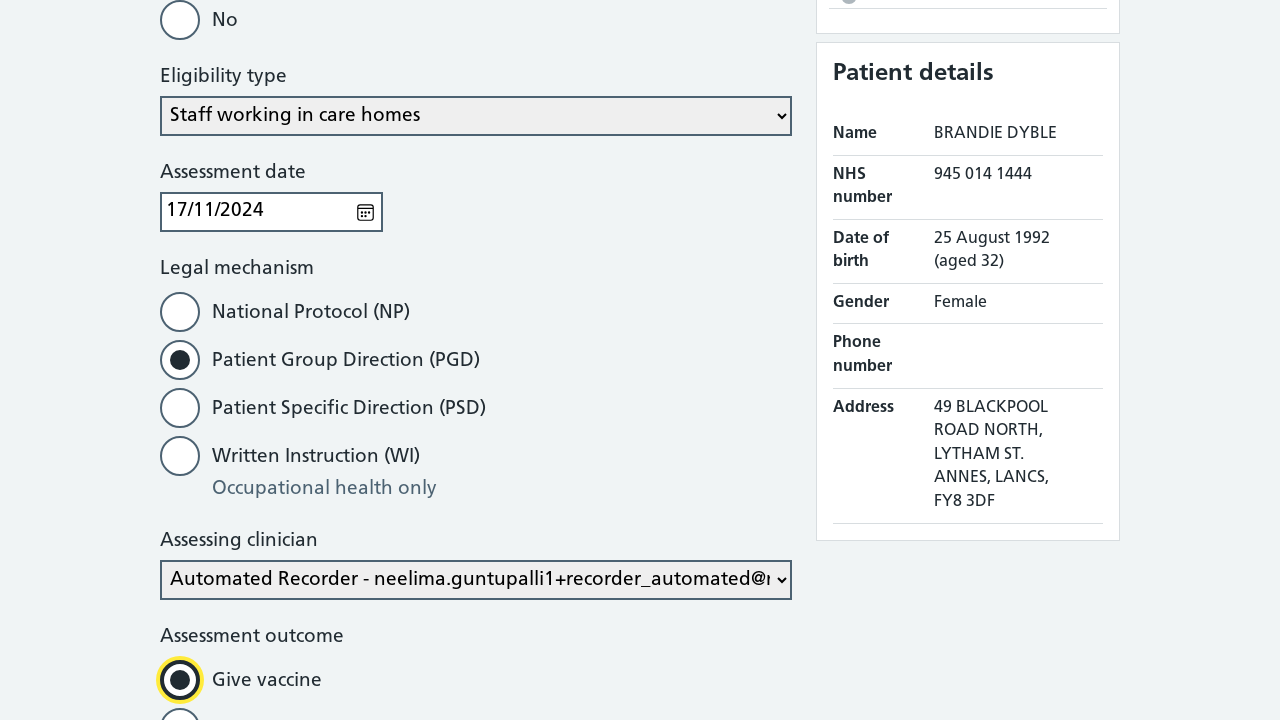 No
Eligibility type
Staff working in care homes
Assessment date
17/11/2024
Legal mechanism
National Protocol (NP)
Patient Group Direction (PGD)
Patient Specific Direction (PSD)
Written Instruction (WI)
Occupational health only
Assessing clinician
Automated Recorder - neelima.guntupalli1+recorder_automated@
Assessment outcome
Give vaccine
Patient details
Name BRANDIE DYBLE
NHS number 945 014 1444
Date of birth 25 August 1992
(aged 32)
Gender Female
Phone number
Address 49 BLACKPOOL
ROAD NORTH,
LYTHAM ST.
ANNES, LANCS,
FY8 3DF